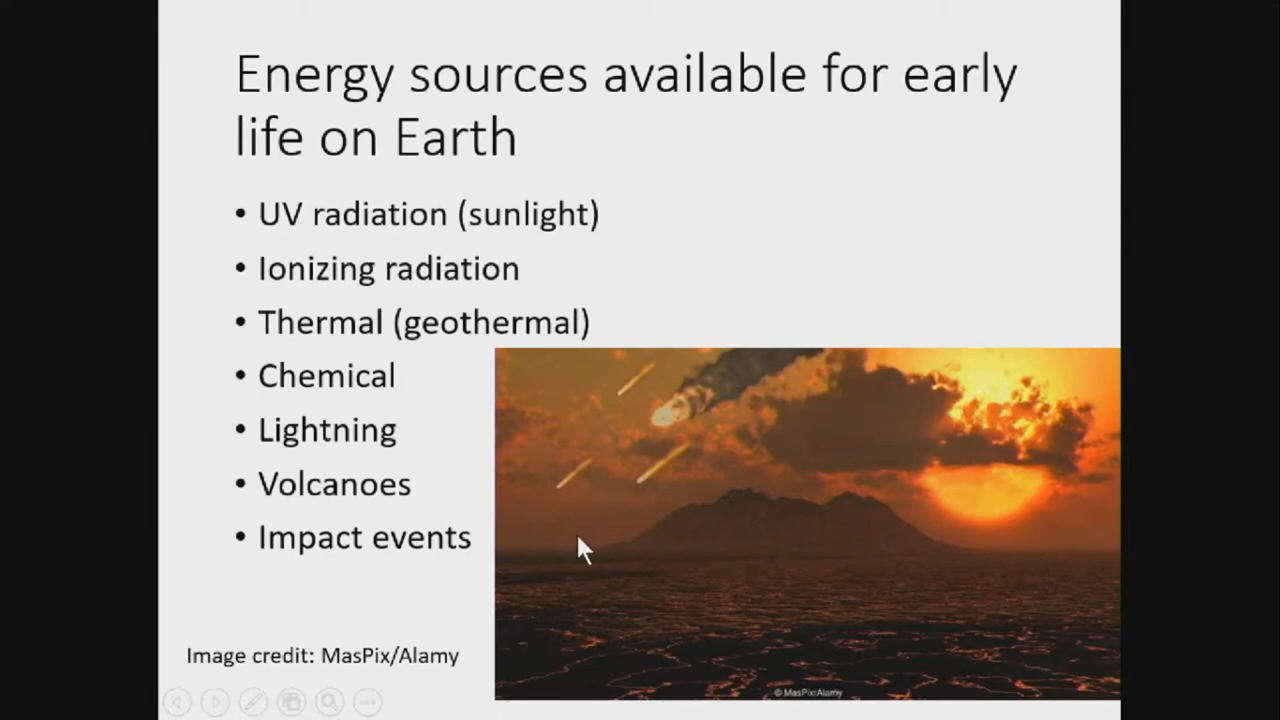 Energy sources available for early
life on Earth
• UV radiation (sunlight)
• Ionizing radiation
• Thermal (geothermal)
• Chemical
• Lightning
• Volcanoes
• Impact events
Image credit: MasPix/Alamy
© MasPix/Alamy